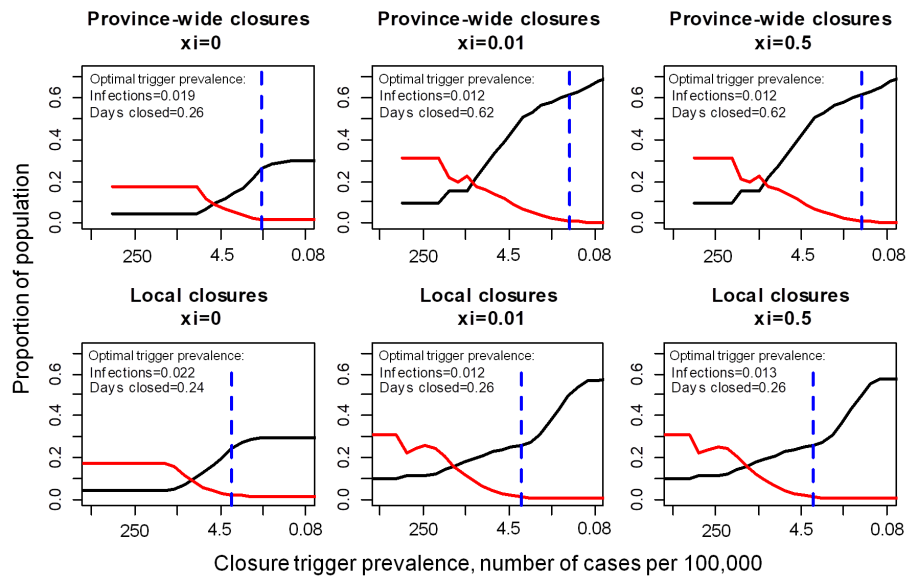 Province-wide closures
xi=0
Province-wide closures
xi=0.01
Province-wide closures
xi=0.5
Optimal trigger prevalence:
Infections=0.019
Days closed=0.26
Optimal trigger prevalence:
Infections=0.012
Days closed=0.62
Optimal trigger prevalence:
Infections=0.012
Days closed=0.62
0.6
0.4
0.2
0.0
0.6
0.4
0.2
0.0
0.6
0.4
0.2
0.0
250 4.5 0.08
250 4.5 0.08
250 4.5 0.08
Proportion of population
Local closures
xi=0
Local closures
xi=0.01
Local closures
xi=0.5
Optimal trigger prevalence:
Infections=0.022
Days closed=0.24
Optimal trigger prevalence:
Infections=0.012
Days closed=0.26
Optimal trigger prevalence:
Infections=0.013
Days closed=0.26
0.6
0.4
0.2
0.0
0.6
0.4
0.2
0.0
0.6
0.4
0.2
0.0
250 4.5 0.08
250 4.5 0.08
250 4.5 0.08
Closure trigger prevalence, number of cases per 100,000